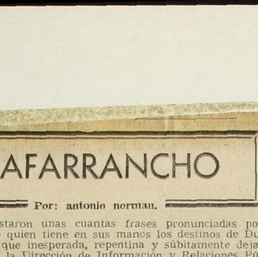 AFARRANCHO
Por: antonio norman.
staron unas cuantas frases pronunciadas po
quien tiene en sus manos los destinos de Du
que inesperada, repentina y súbitamente deja
la Dirección de Información y Relaciones Pú